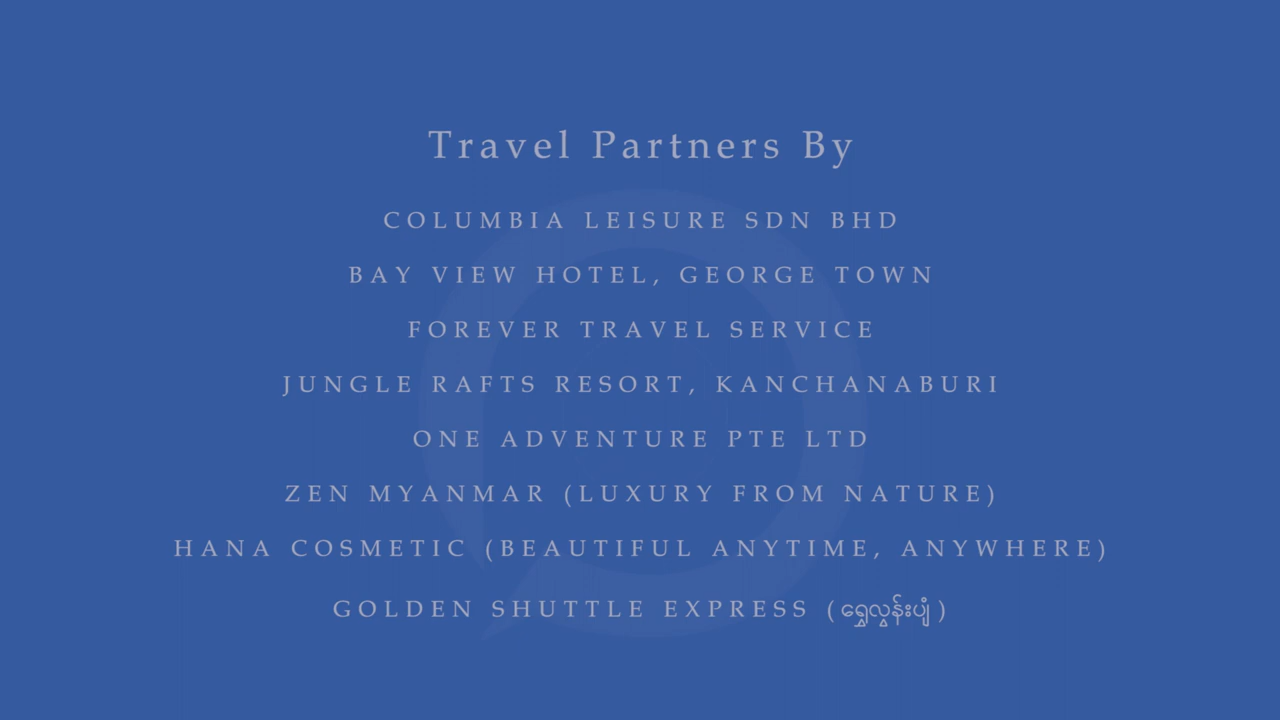 Travel Partners By
COLUMBIA LEISURE SDN BHD
BAY VIEW HOTEL, GEORGE TOWN
FOREVER TRAVEL SERVICE
JUNGLE RAFTS RESORT, KANCHANABURI
ONE ADVENTURE PTE LTD
ZEN MYANMAR (LUXURY FROM NATURE)
HANA COSMETIC (BEAUTIFUL ANYTIME, ANYWHERE)
GOLDEN SHUTTLE EXPRESS (ရွှေလွန်းပျံ)